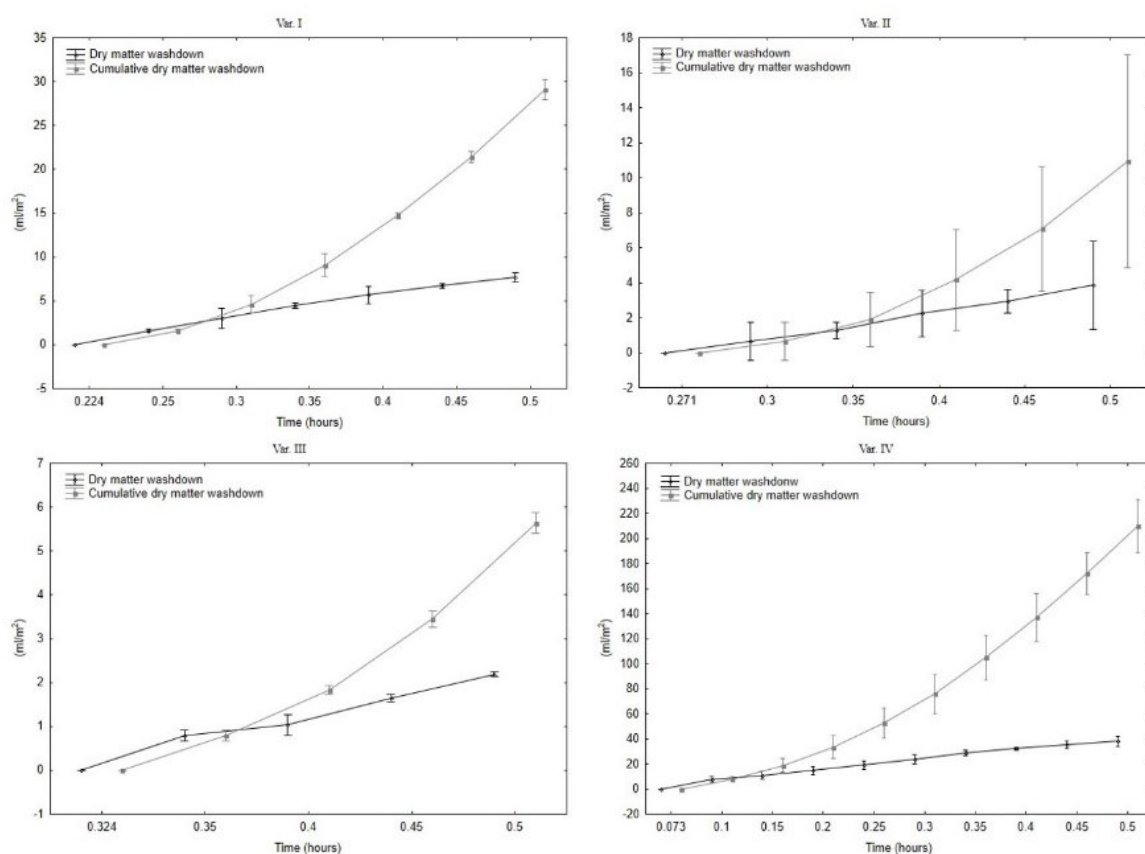 Var. I
35
30
25
20
15
10
5
0
-5
(ml/m²)
Dry matter washdown
Cumulative dry matter washdown
0.224 0.25 0.3 0.35 0.4 0.45 0.5
Time (hours)
Var. II
18
16
14
12
10
8
6
4
2
0
-2
(ml/m²)
Dry matter washdown
Cumulative dry matter washdown
0.271 0.3 0.35 0.4 0.45 0.5
Time (hours)
Var. III
7
6
5
4
3
2
1
0
-1
(ml/m²)
Dry matter washdown
Cumulative dry matter washdown
0.324 0.35 0.4 0.45 0.5
Time (hours)
Var. IV
260
240
220
200
180
160
140
120
100
80
60
40
20
0
-20
(ml/m²)
Dry matter washdonw
Cumulative dry matter washdown
0.073 0.1 0.15 0.2 0.25 0.3 0.35 0.4 0.45 0.5
Time (hours)